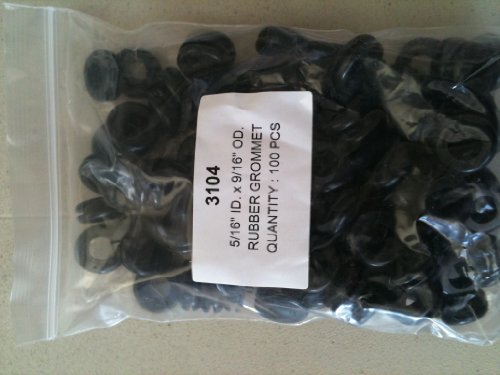 3104
5/16" ID. x 9/16" OD.
RUBBER GROMMET
QUANTITY : 100 PCS